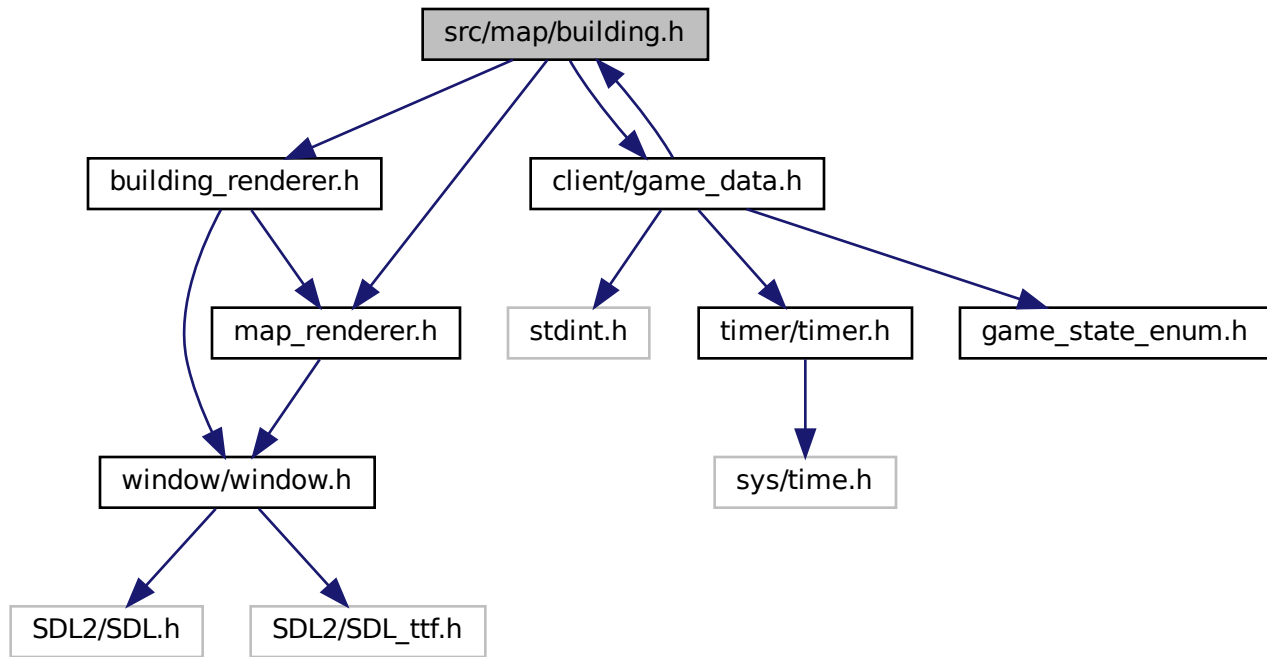 src/map/building.h
building_renderer.h
client/game_data.h
map_renderer.h
stdint.h
timer/timer.h
game_state_enum.h
window/window.h
sys/time.h
SDL2/SDL.h
SDL2/SDL_ttf.h